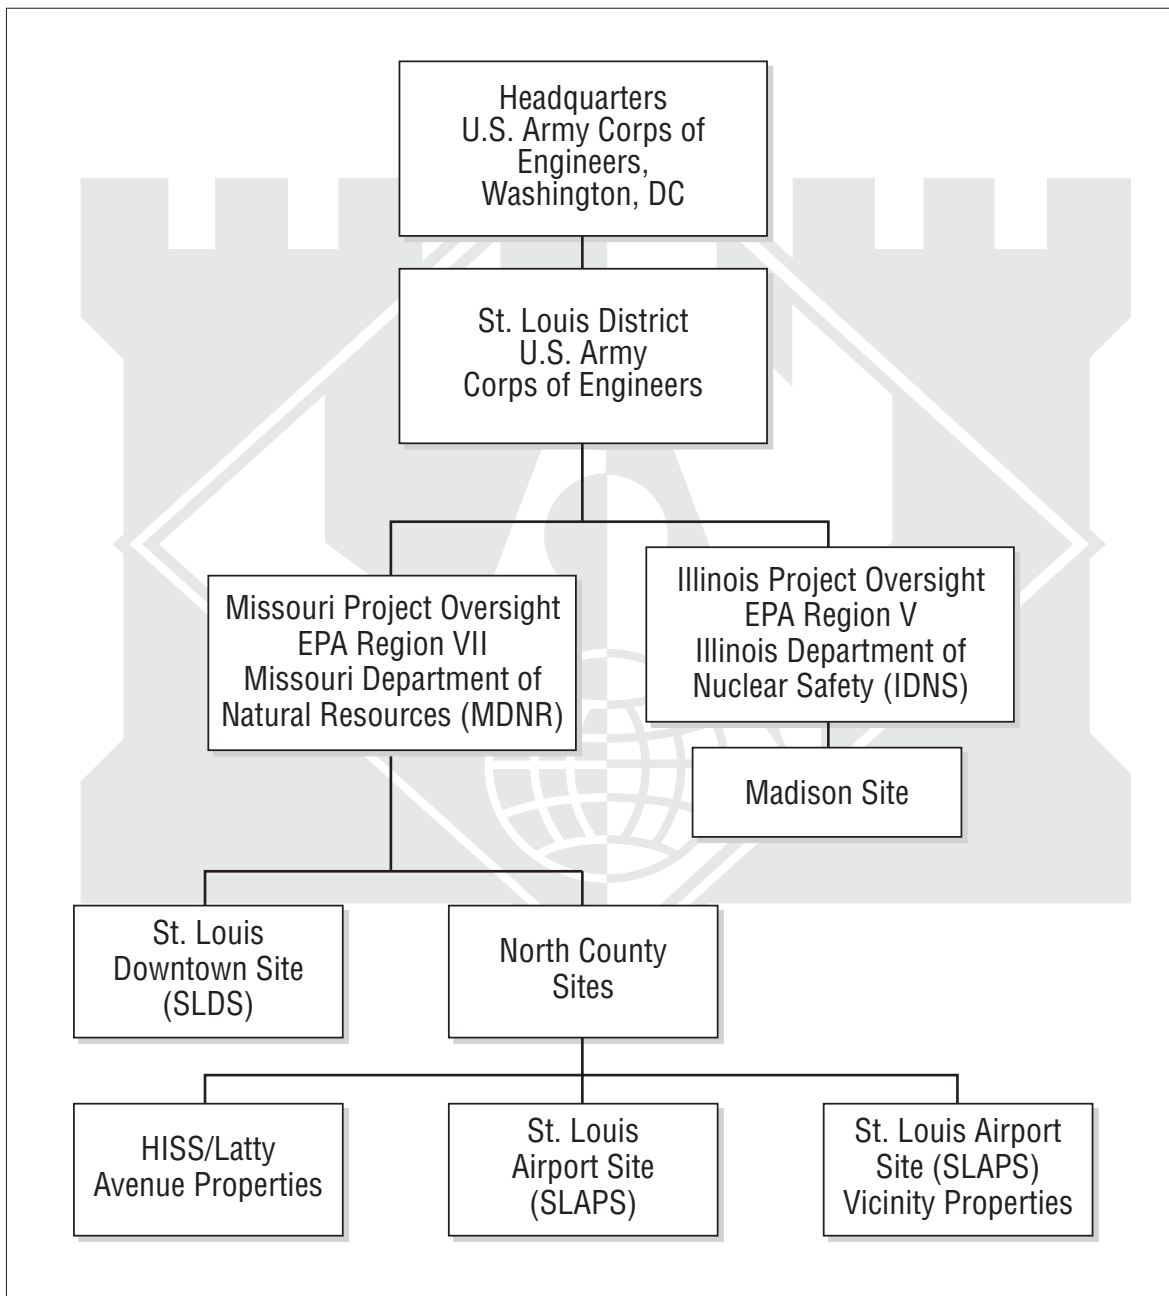 Headquarters
U.S. Army Corps of
Engineers,
Washington, DC
St. Louis District
U.S. Army
Corps of Engineers
Missouri Project Oversight
EPA Region VII
Missouri Department of
Natural Resources (MDNR)
Illinois Project Oversight
EPA Region V
Illinois Department of
Nuclear Safety (IDNS)
Madison Site
St. Louis
Downtown Site
(SLDS)
North County
Sites
HISS/Latty
Avenue Properties
St. Louis
Airport Site
(SLAPS)
St. Louis Airport
Site (SLAPS)
Vicinity Properties